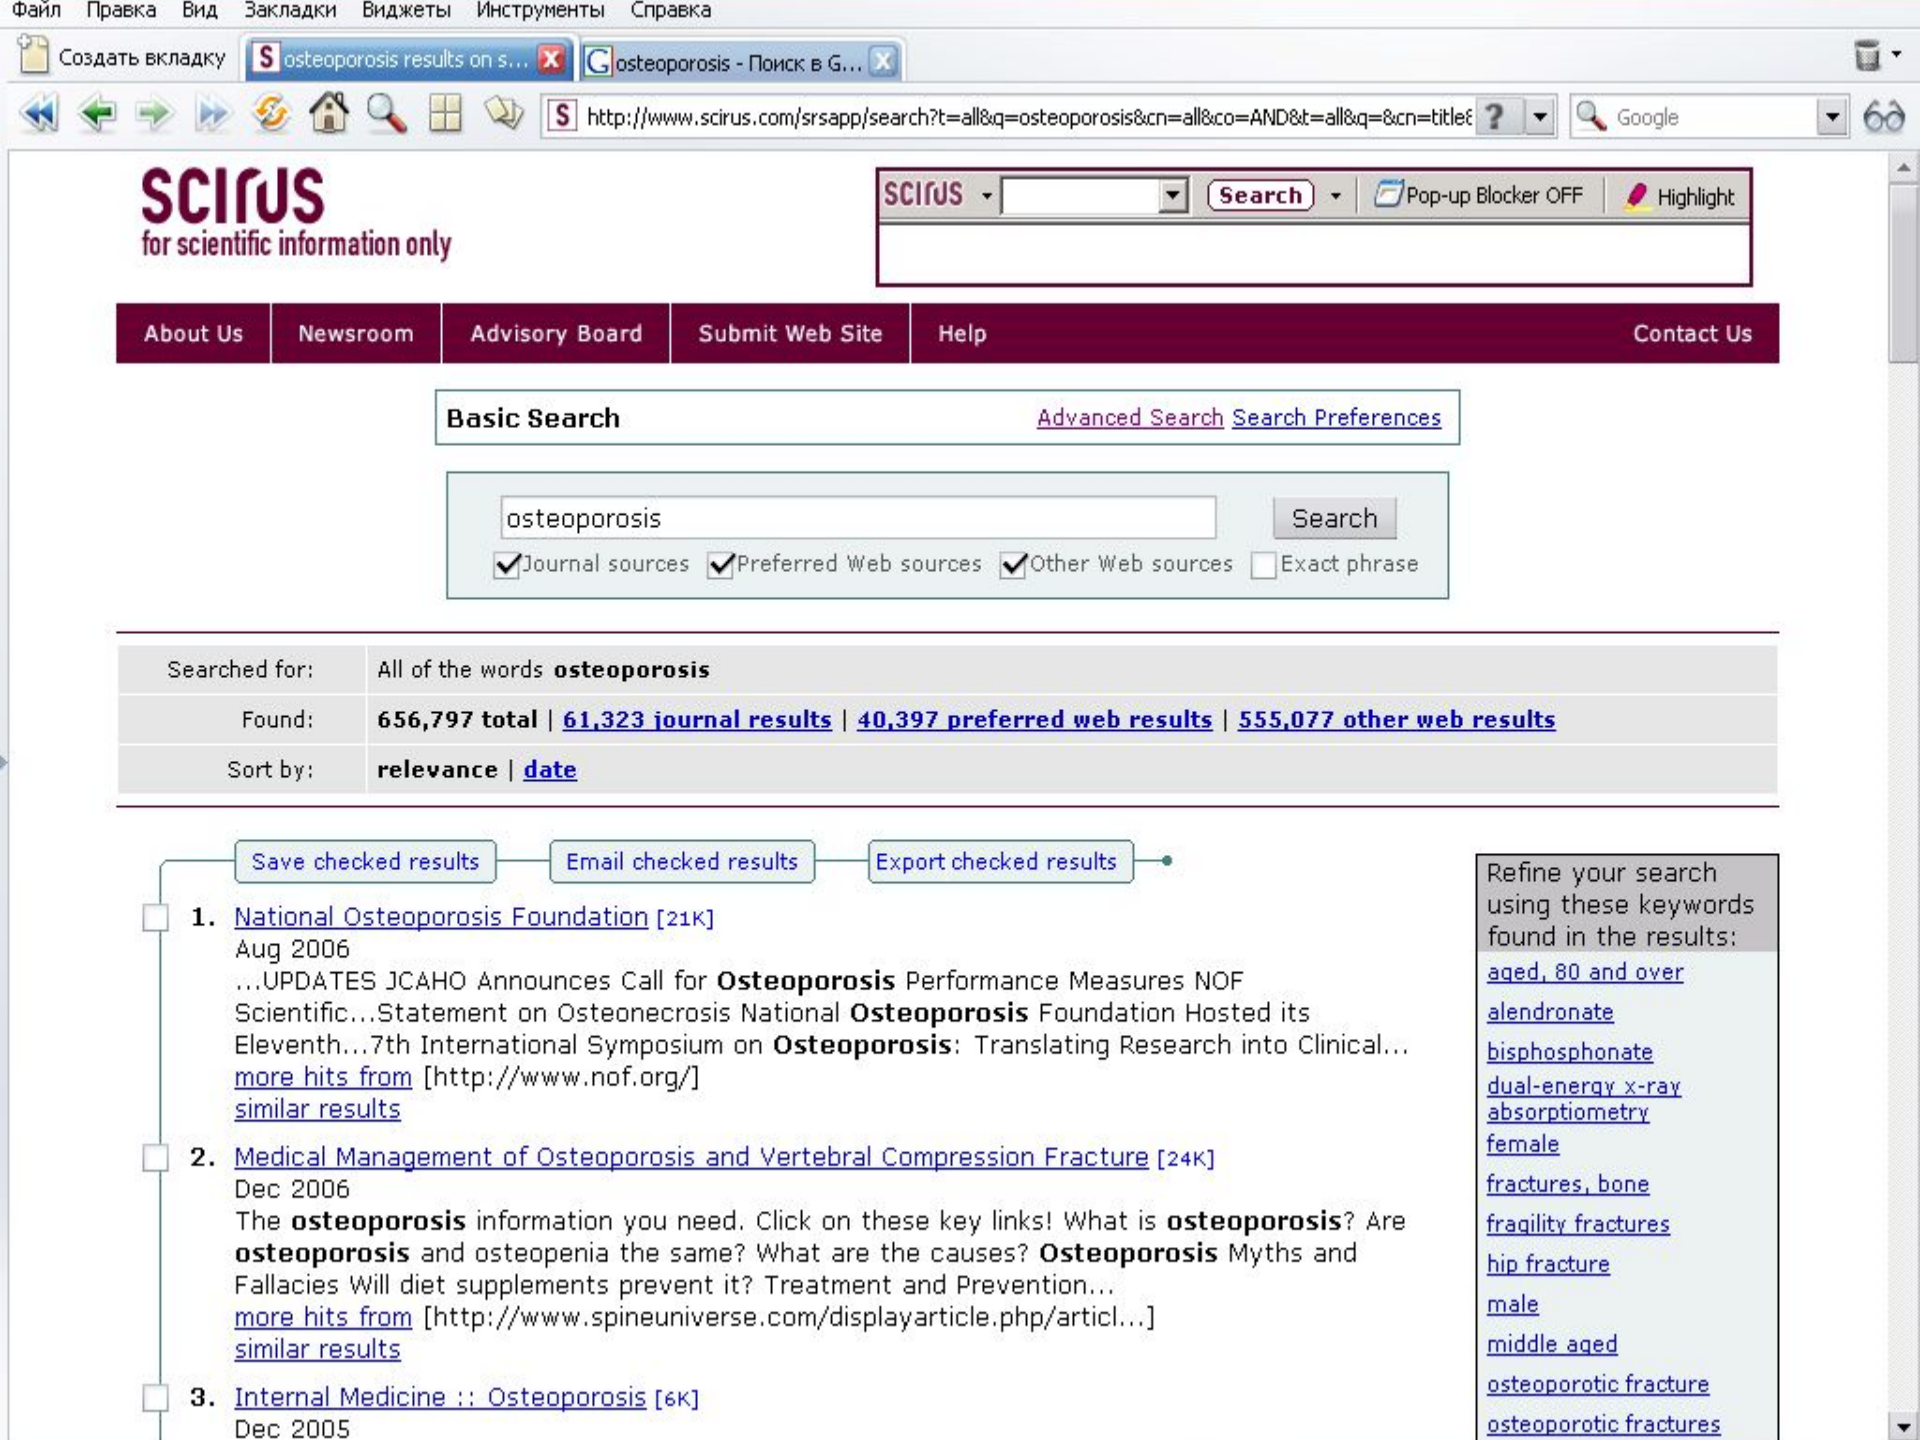 Файл Правка Вид Закладки Виджеты Инструменты Справка
Создать вкладку S osteoporosis results on s... G osteoporosis - Поиск в G...
S http://www.scirus.com/srsapp/search?t=all&q=osteoporosis&cn=all&co=AND&t=all&q=&cn=title& ? Google
scirus
for scientific information only
scirus Search Pop-up Blocker OFF Highlight
About Us Newsroom Advisory Board Submit Web Site Help Contact Us
Basic Search Advanced Search Search Preferences
osteoporosis Search
Journal sources Preferred Web sources Other Web sources Exact phrase
Searched for: All of the words osteoporosis
Found: 656,797 total | 61,323 journal results | 40,397 preferred web results | 555,077 other web results
Sort by: relevance | date
Save checked results Email checked results Export checked results
1. National Osteoporosis Foundation [21K]
Aug 2006
...UPDATES JCAHO Announces Call for Osteoporosis Performance Measures NOF
Scientific...Statement on Osteonecrosis National Osteoporosis Foundation Hosted its
Eleventh...7th International Symposium on Osteoporosis: Translating Research into Clinical...
more hits from [http://www.nof.org/]
similar results
2. Medical Management of Osteoporosis and Vertebral Compression Fracture [24K]
Dec 2006
The osteoporosis information you need. Click on these key links! What is osteoporosis? Are
osteoporosis and osteopenia the same? What are the causes? Osteoporosis Myths and
Fallacies Will diet supplements prevent it? Treatment and Prevention...
more hits from [http://www.spineuniverse.com/displayarticle.php/articl...]
similar results
3. Internal Medicine :: Osteoporosis [6K]
Dec 2005
Refine your search
using these keywords
found in the results:
aged, 80 and over
alendronate
bisphosphonate
dual-energy x-ray
absorptiometry
female
fractures, bone
fragility fractures
hip fracture
male
middle aged
osteoporotic fracture
osteoporotic fractures